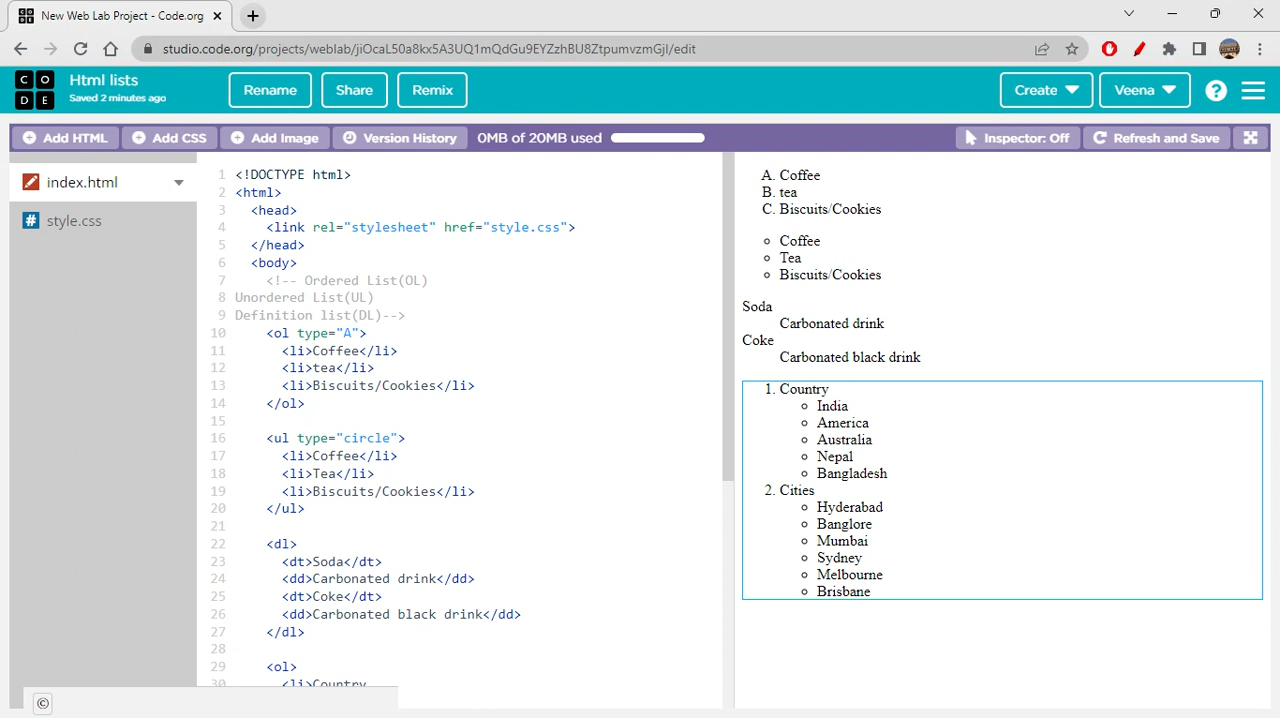 New Web Lab Project - Code.org
studio.code.org/projects/weblab/jiOcaL50a8kx5A3UQ1mQdGu9EYZzhBU8ZtpumvzmGjI/edit
CODE
Html lists
Saved 2 minutes ago
Rename
Share
Remix
Create
Veena
?
Add HTML
Add CSS
Add Image
Version History
0MB of 20MB used
Inspector: Off
Refresh and Save
index.html
# style.css
1 <!DOCTYPE html>
2 <html>
3 <head>
4 <link rel="stylesheet" href="style.css">
5 </head>
6 <body>
7 <!-- Ordered List(OL)
8 Unordered List(UL)
9 Definition list(DL)-->
10 <ol type="A">
11 <li>Coffee</li>
12 <li>tea</li>
13 <li>Biscuits/Cookies</li>
14 </ol>
15
16 <ul type="circle">
17 <li>Coffee</li>
18 <li>Tea</li>
19 <li>Biscuits/Cookies</li>
20 </ul>
21
22 <dl>
23 <dt>Soda</dt>
24 <dd>Carbonated drink</dd>
25 <dt>Coke</dt>
26 <dd>Carbonated black drink</dd>
27 </dl>
28
29 <ol>
30 <li>Country
©
A. Coffee
B. tea
C. Biscuits/Cookies
Coffee
Tea
Biscuits/Cookies
Soda
Carbonated drink
Coke
Carbonated black drink
1. Country
India
America
Australia
Nepal
Bangladesh
2. Cities
Hyderabad
Banglore
Mumbai
Sydney
Melbourne
Brisbane